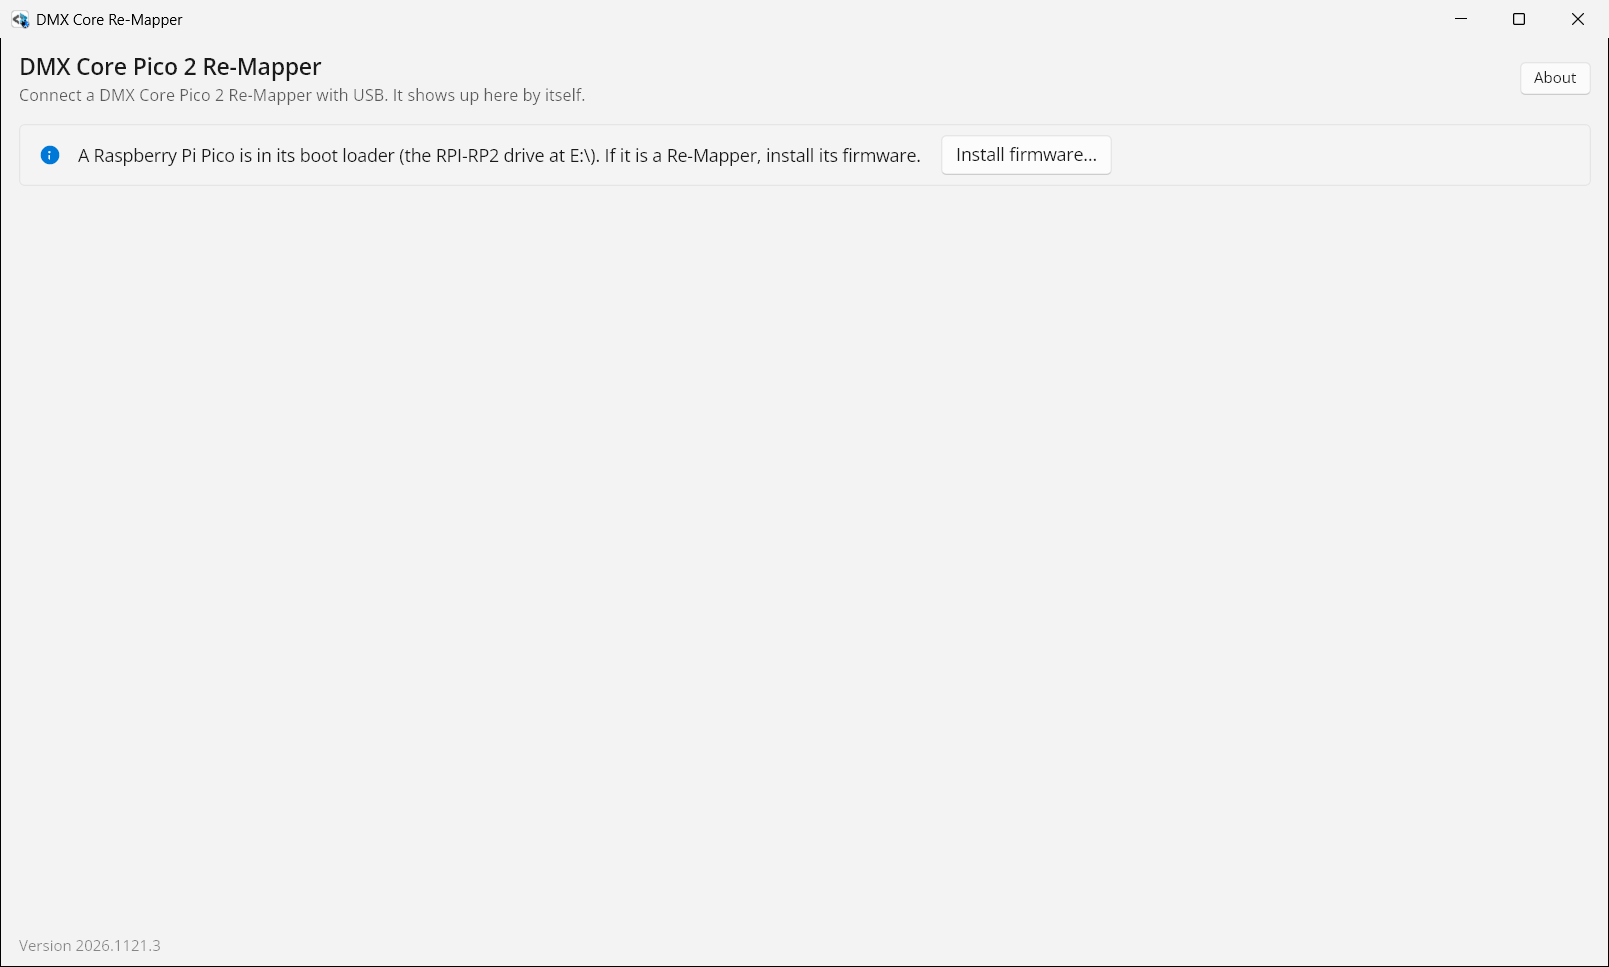 DMX Core Re-Mapper
DMX Core Pico 2 Re-Mapper
Connect a DMX Core Pico 2 Re-Mapper with USB. It shows up here by itself.
About
A Raspberry Pi Pico is in its boot loader (the RPI-RP2 drive at E:\). If it is a Re-Mapper, install its firmware.
Install firmware...
Version 2026.1121.3